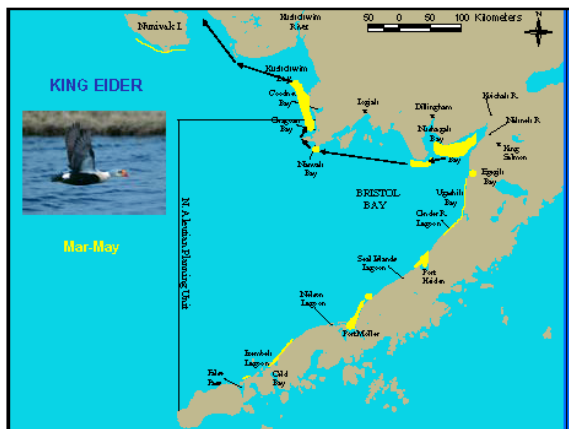 Nunivak I.
Kuskokwim
River
50 0 50 100 Kilometers
N
KING EIDER
Kuskokwim
Bay
Goodnews
Bay
Chagvan
Bay
Nanvak
Bay
Togiak
Dillingham
Nushagak
Bay
Kvichak R.
Naknek R.
King
Salmon
Egegik
Bay
Ugashik
Bay
Cinder R.
Lagoon
BRISTOL
BAY
Mar-May
N. Aleutian Planning Unit
Seal Islands
Lagoon
Port
Heiden
Nelson
Lagoon
Port Moller
Izembek
Lagoon
Cold
Bay
False
Pass